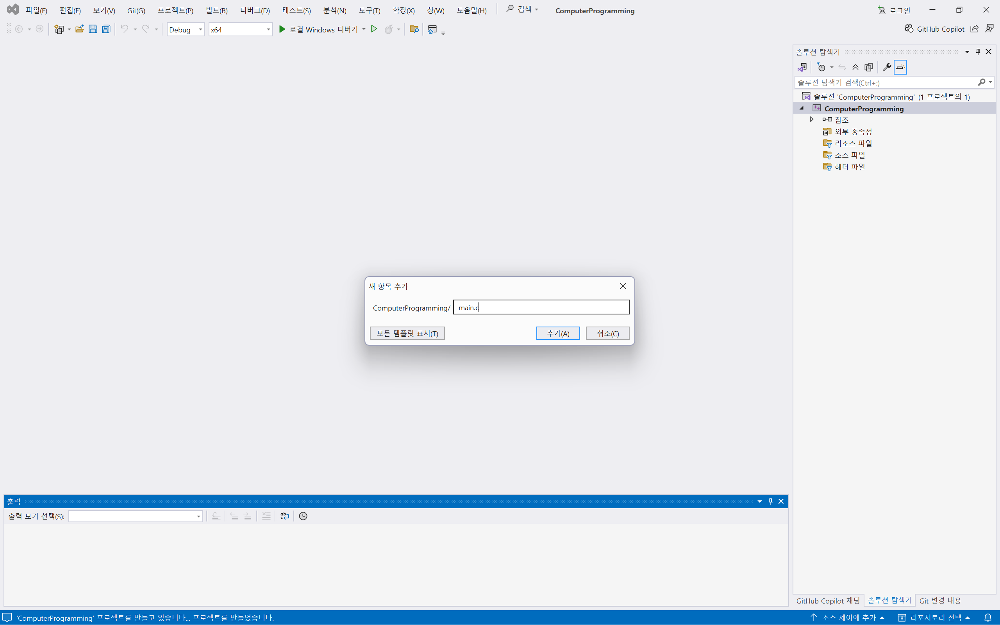 파일(F) 편집(E) 보기(V) Git(G) 프로젝트(P) 빌드(B) 디버그(D) 테스트(S) 분석(N) 도구(T) 확장(X) 창(W) 도움말(H) 검색 ComputerProgramming 로그인
Debug x64 로컬 Windows 디버거 GitHub Copilot
솔루션 탐색기
솔루션 탐색기 검색(Ctrl+;)
솔루션 'ComputerProgramming' (1 프로젝트의 1)
ComputerProgramming
참조
외부 종속성
리소스 파일
소스 파일
헤더 파일
새 항목 추가
ComputerProgramming/ main.c
모든 템플릿 표시(T) 추가(A) 취소(C)
출력
출력 보기 선택(S):
GitHub Copilot 채팅 솔루션 탐색기 Git 변경 내용
'ComputerProgramming' 프로젝트를 만들고 있습니다... 프로젝트를 만들었습니다. 소스 제어에 추가 리포지토리 선택